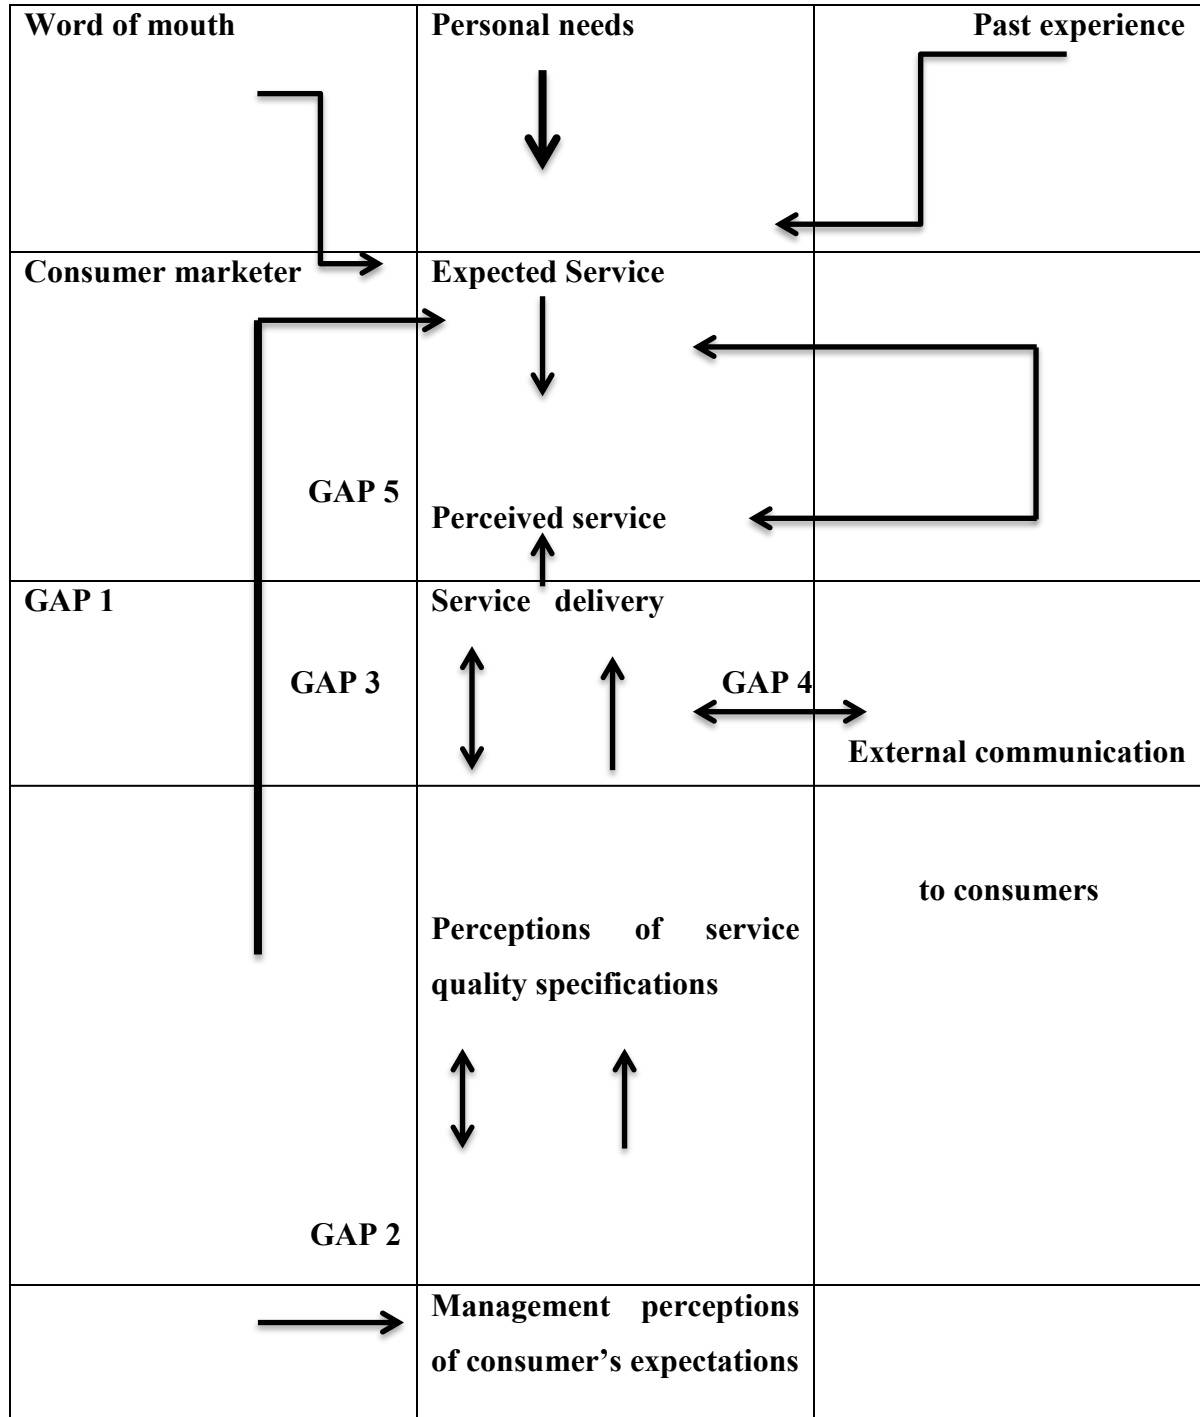 Word of mouth
Personal needs
Past experience
Consumer marketer
Expected Service
GAP 5
Perceived service
GAP 1
Service delivery
GAP 3
GAP 4
External communication
to consumers
Perceptions of service
quality specifications
GAP 2
Management perceptions
of consumer’s expectations